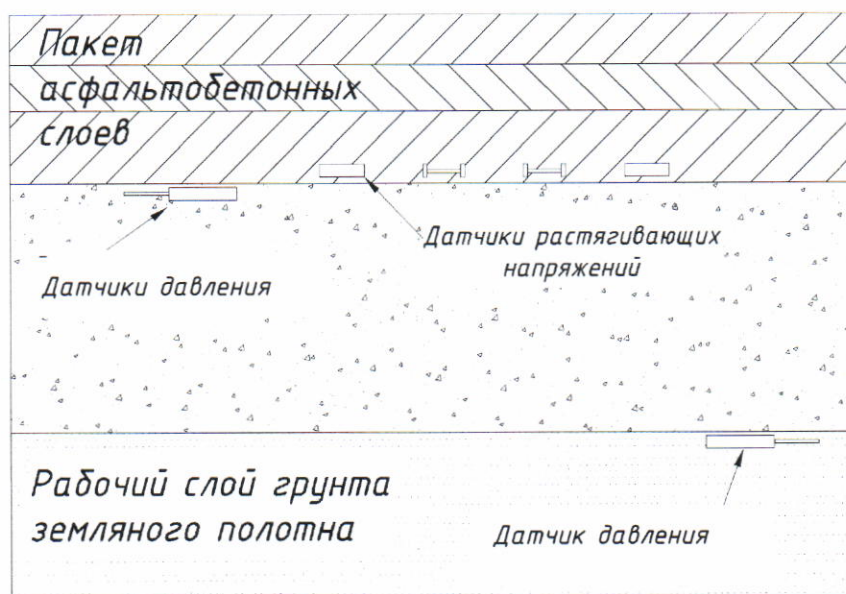 Пакет
асфальтобетонных
слоев
Датчики растягивающих
напряжений
Датчики давления
Рабочий слой грунта
земляного полотна
Датчик давления